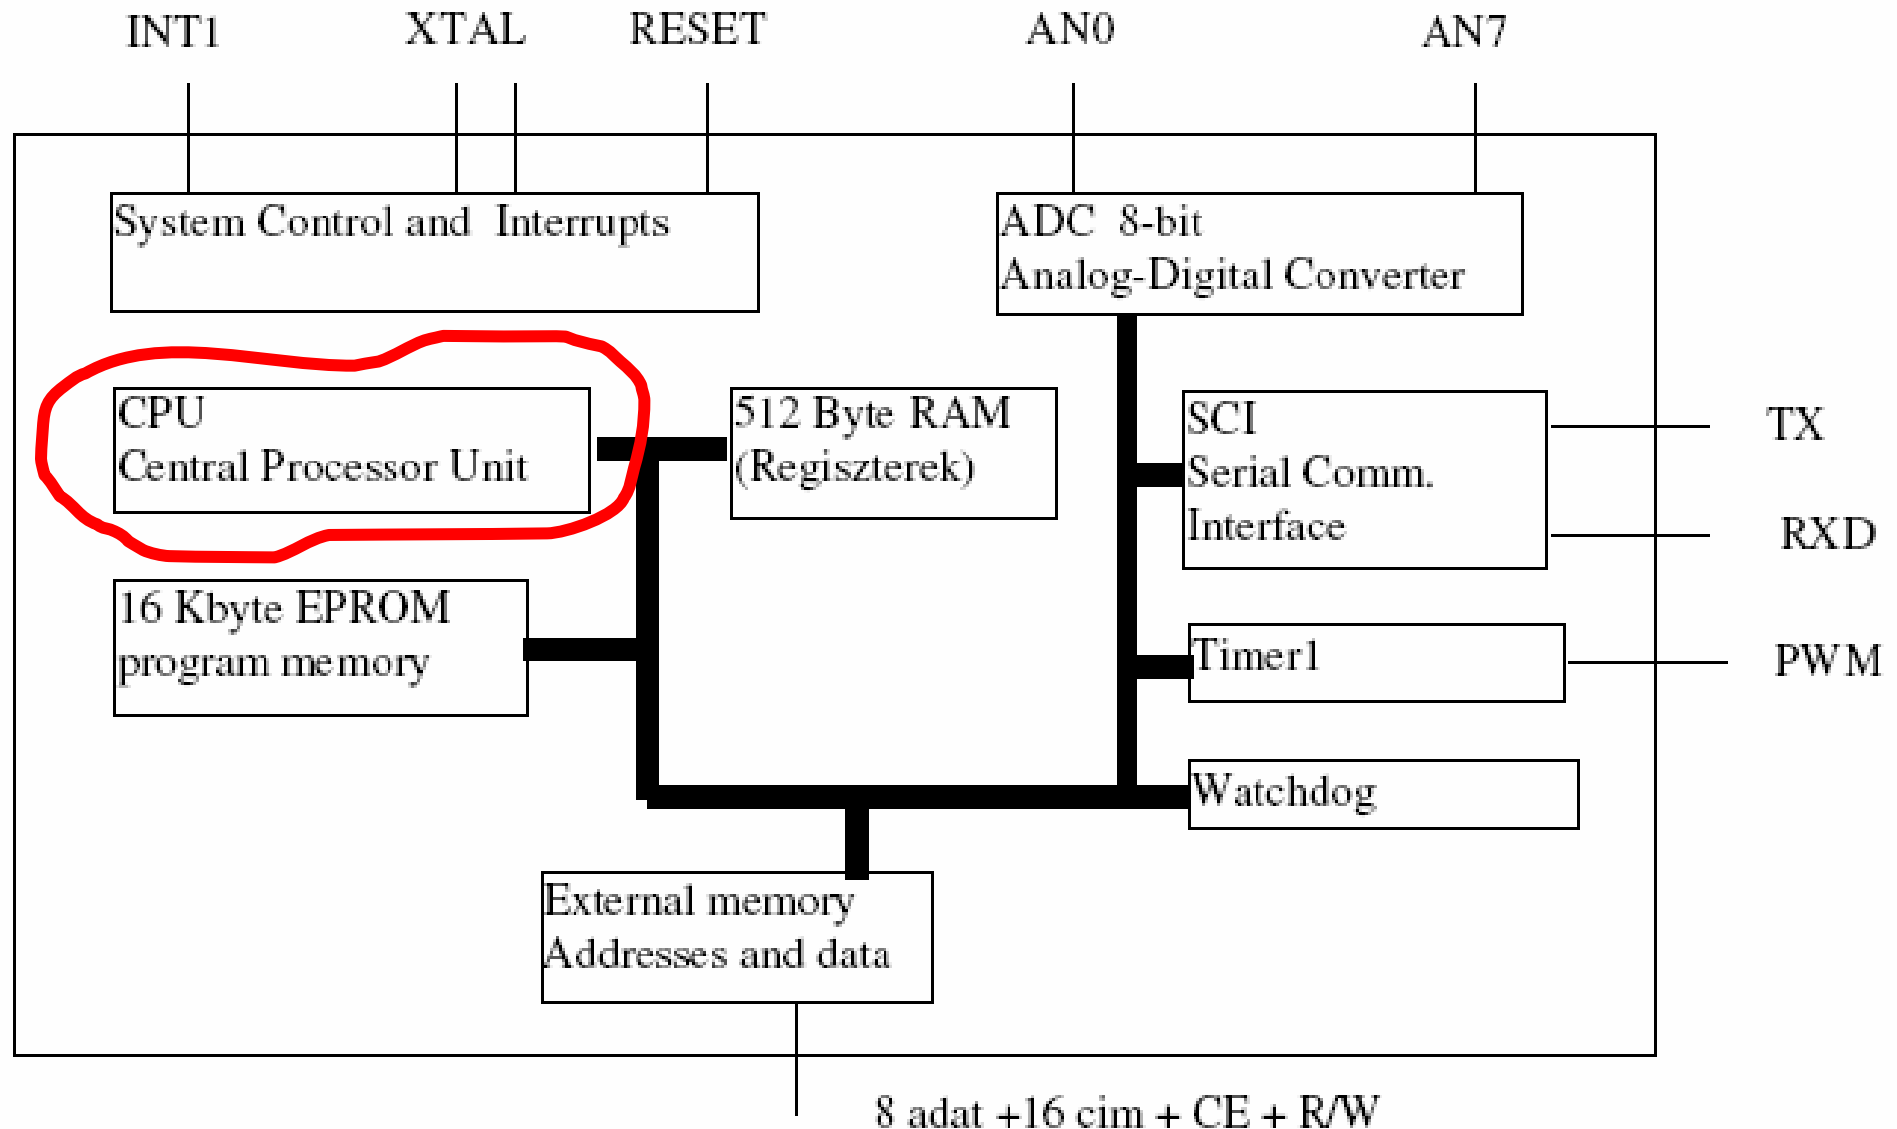 INT1 XTAL RESET AN0 AN7
System Control and Interrupts
ADC 8-bit
Analog-Digital Converter
CPU
Central Processor Unit
512 Byte RAM
(Regiszterek)
SCI
Serial Comm.
Interface
TX
RXD
16 Kbyte EPROM
program memory
Timer1
PWM
Watchdog
External memory
Addresses and data
8 adat +16 cim + CE + R/W